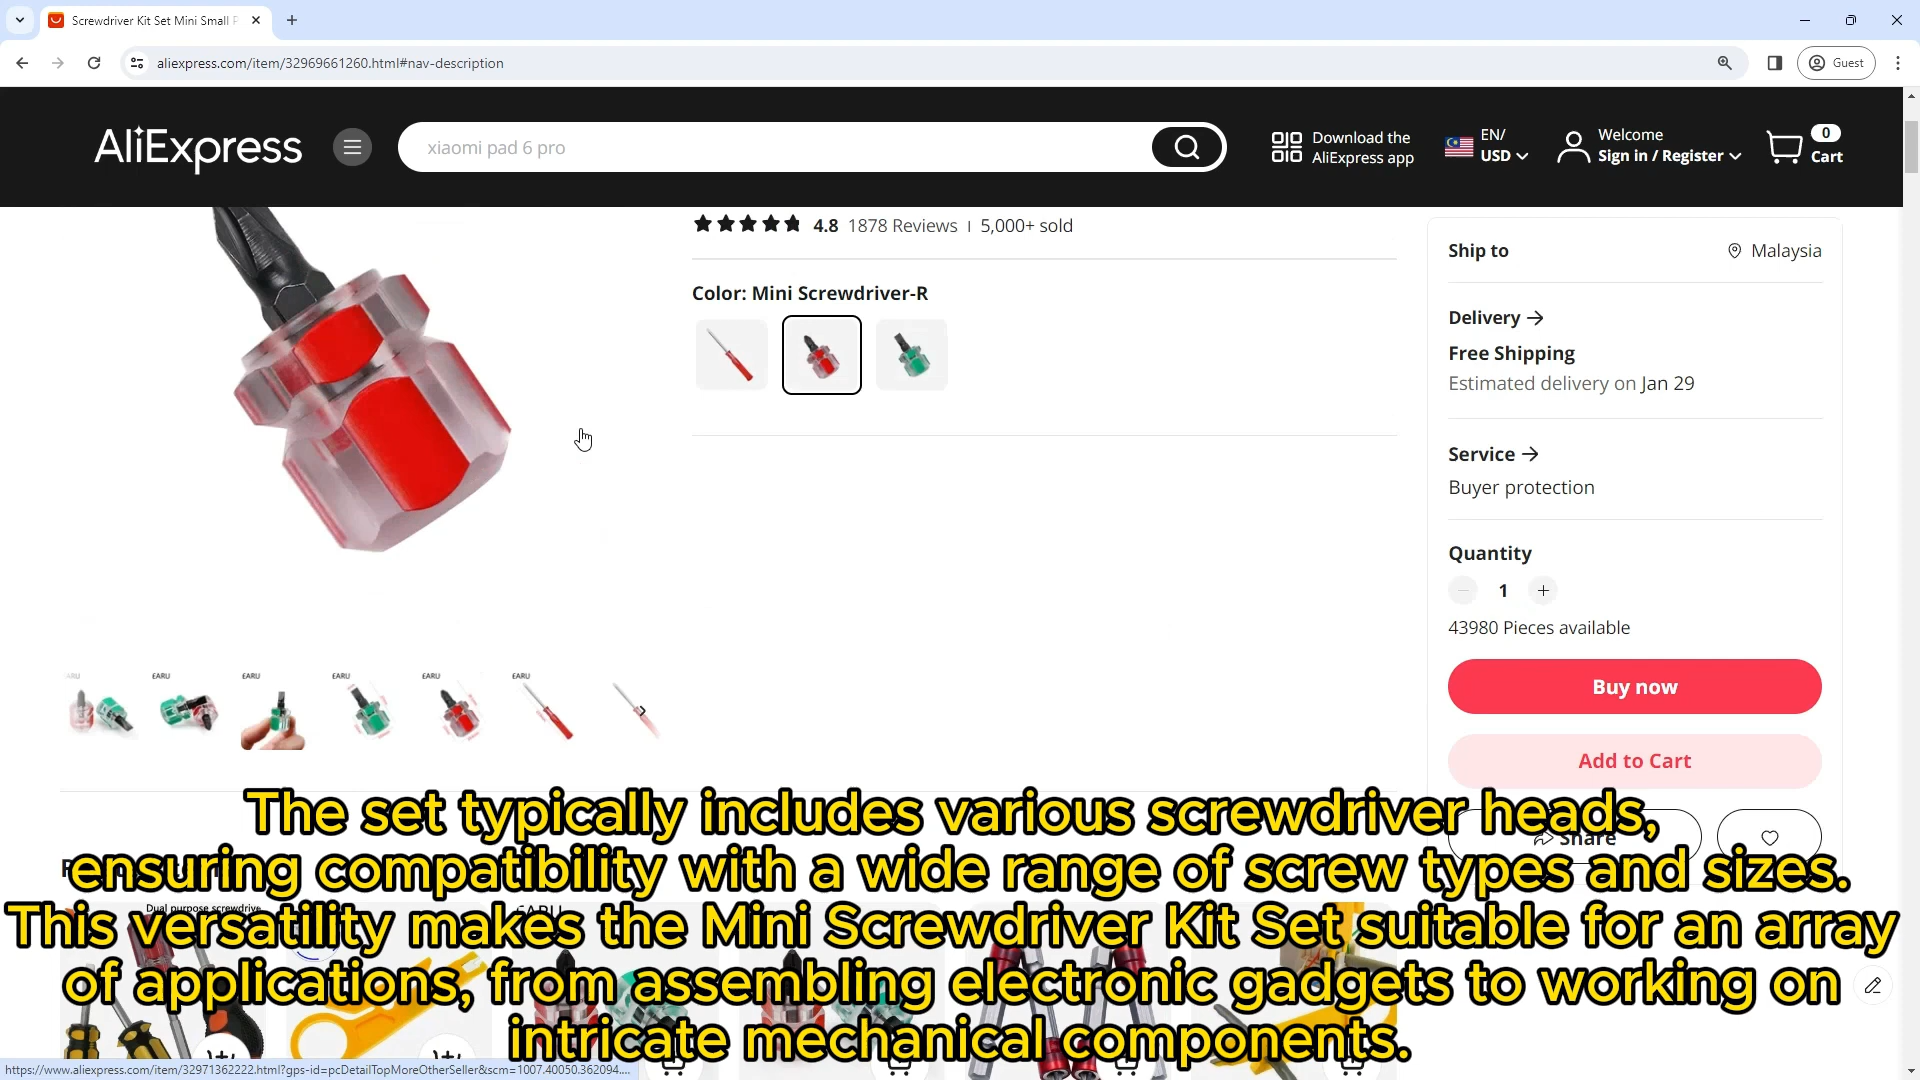 Screwdriver Kit Set Mini Small
aliexpress.com/item/32969661260.html#nav-description
Guest
AliExpress
xiaomi pad 6 pro
Download the
AliExpress app
EN/
USD
Welcome
Sign in / Register
0
Cart
4.8 1878 Reviews | 5,000+ sold
Color: Mini Screwdriver-R
Ship to
Malaysia
Delivery
Free Shipping
Estimated delivery on Jan 29
Service
Buyer protection
Quantity
1
43980 Pieces available
Buy now
Add to Cart
Share
EARU
EARU
EARU
EARU
EARU
The set typically includes various screwdriver heads,
ensuring compatibility with a wide range of screw types and sizes.
This versatility makes the Mini Screwdriver Kit Set suitable for an array
of applications, from assembling electronic gadgets to working on
intricate mechanical components.
Dual purpose screwdrive
EARU
https://www.aliexpress.com/item/32971362222.html?gps-id=pcDetailTopMoreOtherSeller&scm=1007.40050.362094....